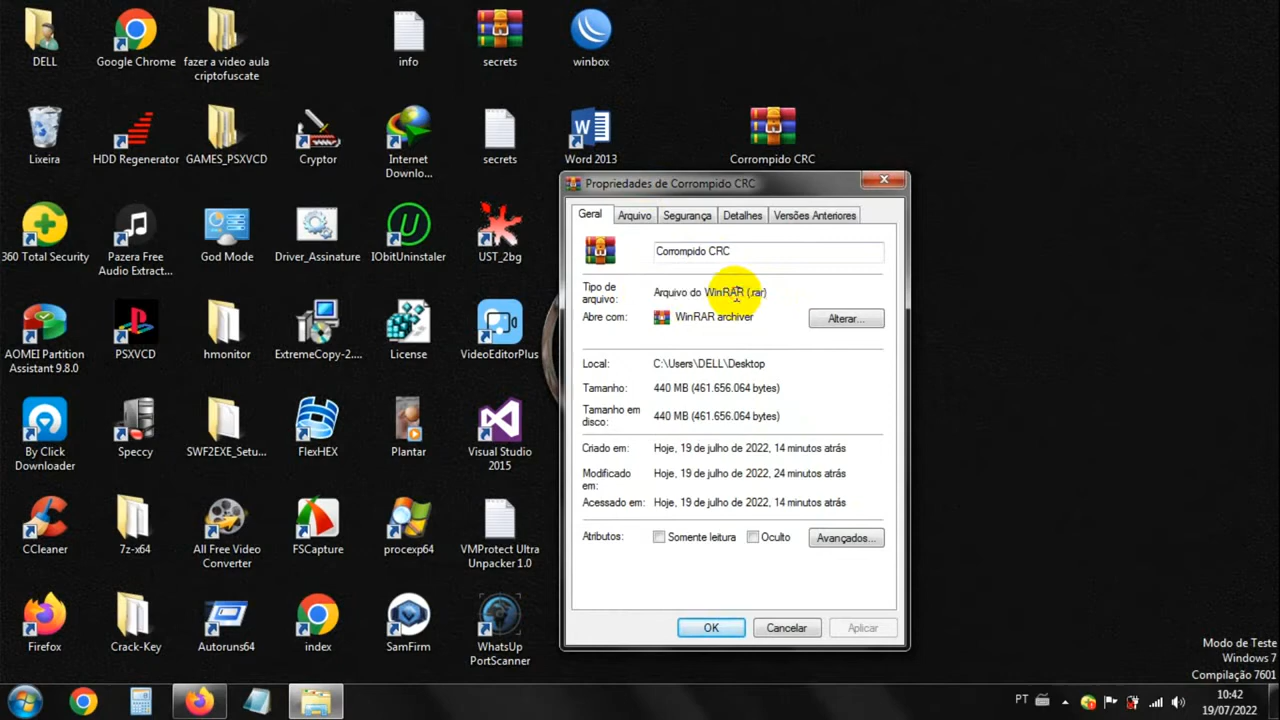 DELL
Google Chrome
fazer a video aula
criptofuscate
info
secrets
winbox
Lixeira
HDD Regenerator
GAMES_PSXVCD
Cryptor
Internet
Downlo...
secrets
Word 2013
Corrompido CRC
360 Total Security
Pazera Free
Audio Extract...
God Mode
Driver_Assinature
IObitUninstaler
UST_2bg
AOMEI Partition
Assistant 9.8.0
PSXVCD
hmonitor
ExtremeCopy-2....
License
VideoEditorPlus
By Click
Downloader
Speccy
SWF2EXE_Setu...
FlexHEX
Plantar
Visual Studio
2015
CCleaner
7z-x64
All Free Video
Converter
FSCapture
procexp64
VMProtect Ultra
Unpacker 1.0
Firefox
Crack-Key
Autoruns64
index
SamFirm
WhatsUp
PortScanner
Propriedades de Corrompido CRC
Geral
Arquivo
Segurança
Detalhes
Versões Anteriores
Corrompido CRC
Tipo de
arquivo:
Arquivo do WinRAR (.rar)
Abre com:
WinRAR archiver
Alterar...
Local:
C:\Users\DELL\Desktop
Tamanho:
440 MB (461.656.064 bytes)
Tamanho em
disco:
440 MB (461.656.064 bytes)
Criado em:
Hoje, 19 de julho de 2022, 14 minutos atrás
Modificado
em:
Hoje, 19 de julho de 2022, 24 minutos atrás
Acessado em:
Hoje, 19 de julho de 2022, 14 minutos atrás
Atributos:
Somente leitura
Oculto
Avançados...
OK
Cancelar
Aplicar
Modo de Teste
Windows 7
Compilação 7601
PT
10:42
19/07/2022